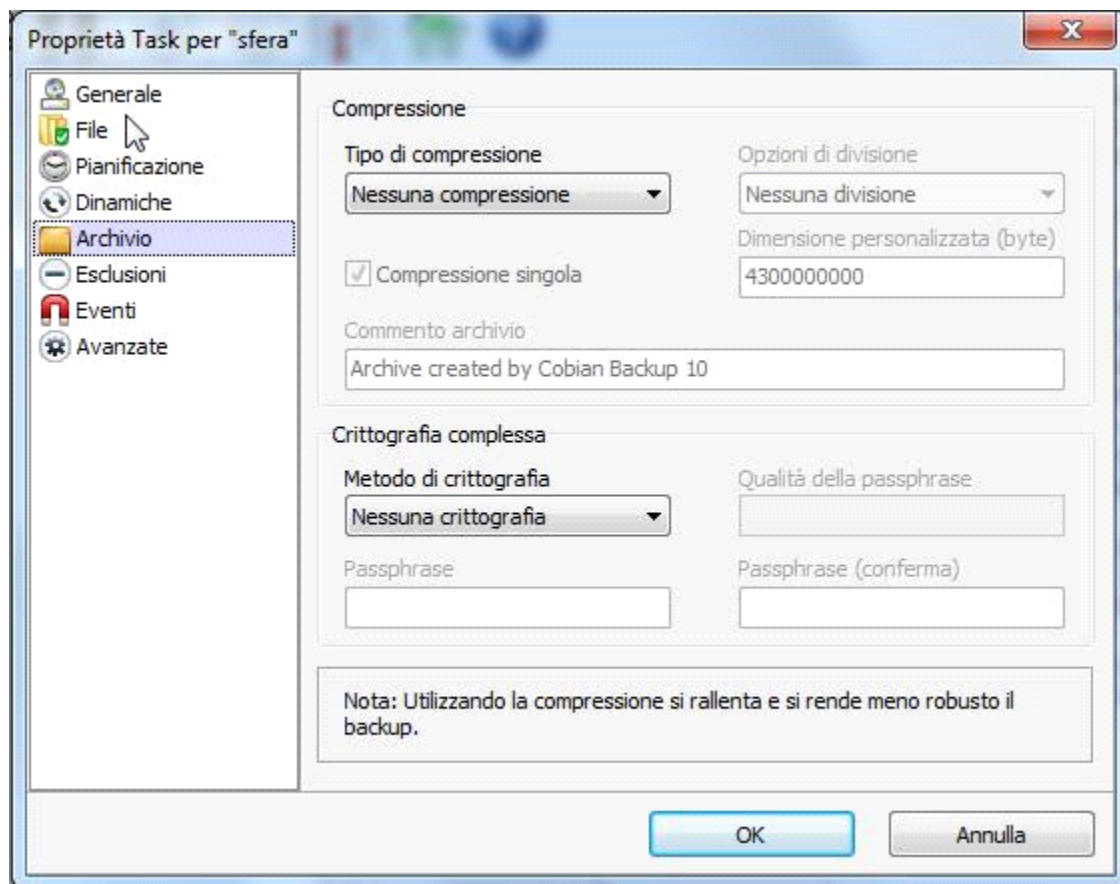 Proprietà Task per "sfera"
Generale
File
Pianificazione
Dinamiche
Archivio
Esclusioni
Eventi
Avanzate
Compressione
Tipo di compressione
Opzioni di divisione
Nessuna compressione
Nessuna divisione
Dimensione personalizzata (byte)
Compressione singola
4300000000
Commento archivio
Archive created by Cobian Backup 10
Crittografia complessa
Metodo di crittografia
Qualità della passphrase
Nessuna crittografia
Passphrase
Passphrase (conferma)
Nota: Utilizzando la compressione si rallenta e si rende meno robusto il
backup.
OK
Annulla